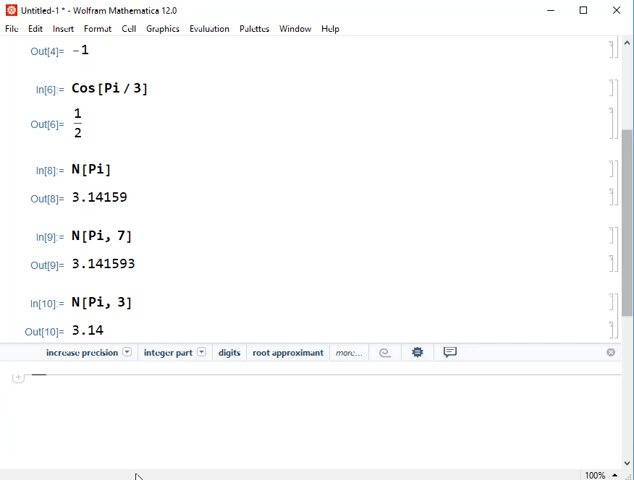 Untitled-1 * - Wolfram Mathematica 12.0
File Edit Insert Format Cell Graphics Evaluation Palettes Window Help
Out[4]= -1
In[6]:= Cos[Pi / 3]
Out[6]= 1
2
In[8]:= N[Pi]
Out[8]= 3.14159
In[9]:= N[Pi, 7]
Out[9]= 3.141593
In[10]:= N[Pi, 3]
Out[10]= 3.14
increase precision integer part digits root approximant more...
100%